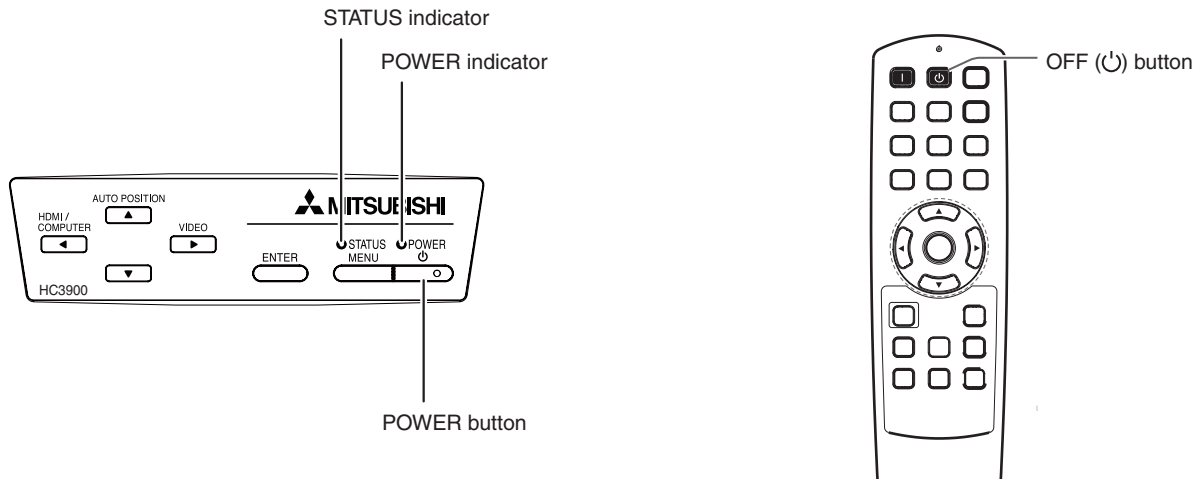 STATUS indicator
POWER indicator
OFF (⏻) button
MITSUBISHI
AUTO POSITION
HDMI /
COMPUTER
VIDEO
STATUS
POWER
ENTER
MENU
HC3900
POWER button